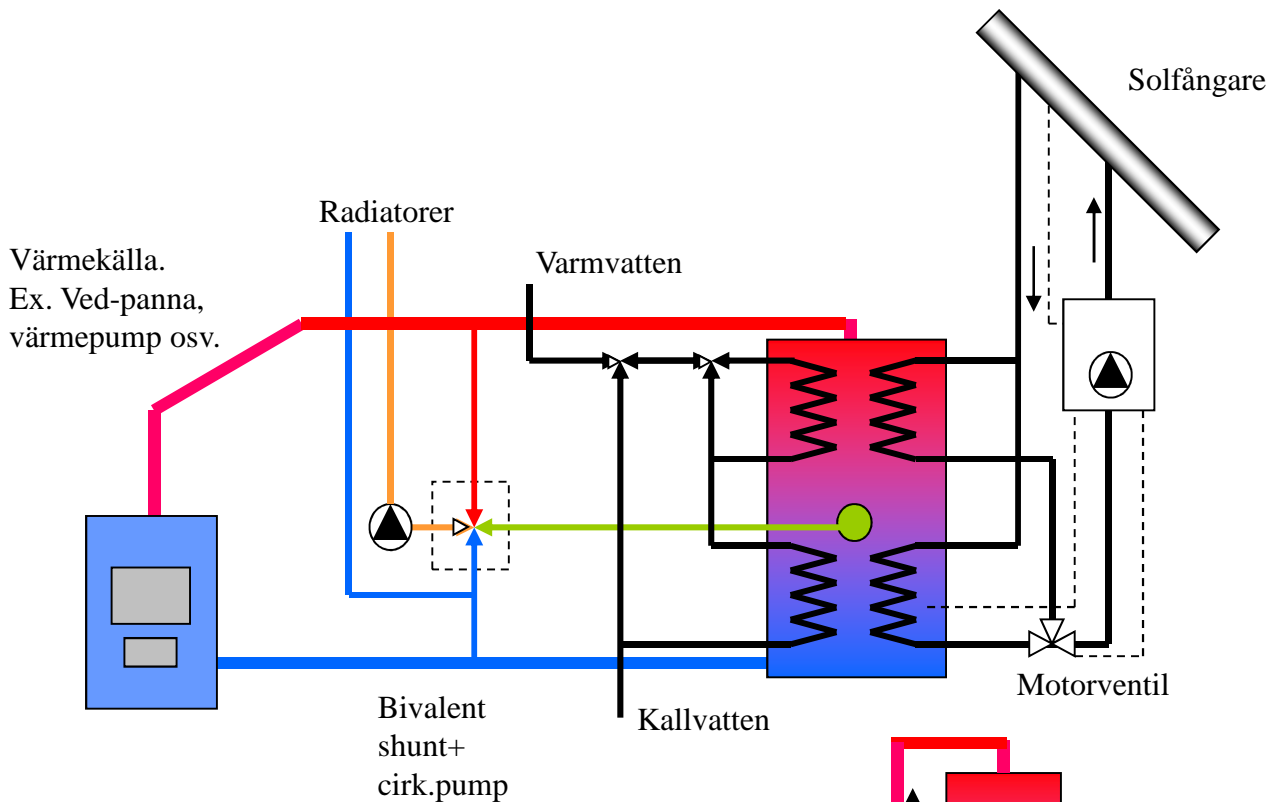 Solfångare
Radiatorer
Värmekälla.
Ex. Ved-panna,
värmepump osv.
Varmvatten
Motorventil
Kallvatten
Bivalent
shunt+
cirk.pump